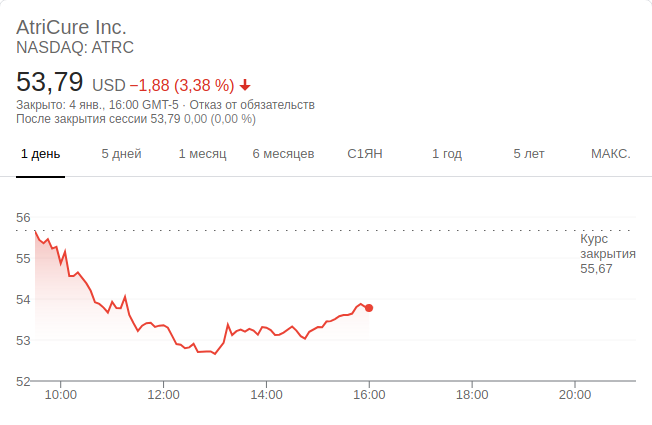 AtriCure Inc.
NASDAQ: ATRC
53,79 USD −1,88 (3,38 %)
Закрыто: 4 янв., 16:00 GMT-5 · Отказ от обязательств
После закрытия сессии 53,79 0,00 (0,00 %)
1 день 5 дней 1 месяц 6 месяцев С1ЯН 1 год 5 лет МАКС.
56
Курс
закрытия
55,67
55
54
53
52
10:00 12:00 14:00 16:00 18:00 20:00